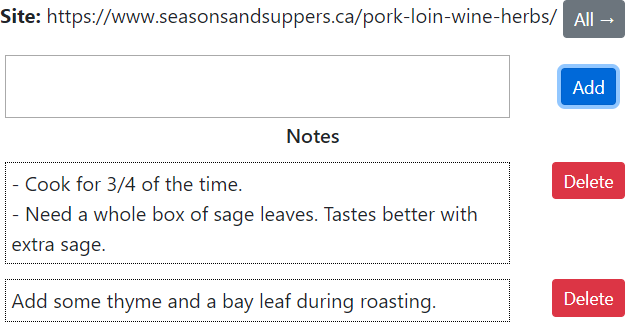 Site: https://www.seasonsandsuppers.ca/pork-loin-wine-herbs/ All →
Add
Notes
- Cook for 3/4 of the time.
- Need a whole box of sage leaves. Tastes better with
extra sage.
Delete
Add some thyme and a bay leaf during roasting.
Delete